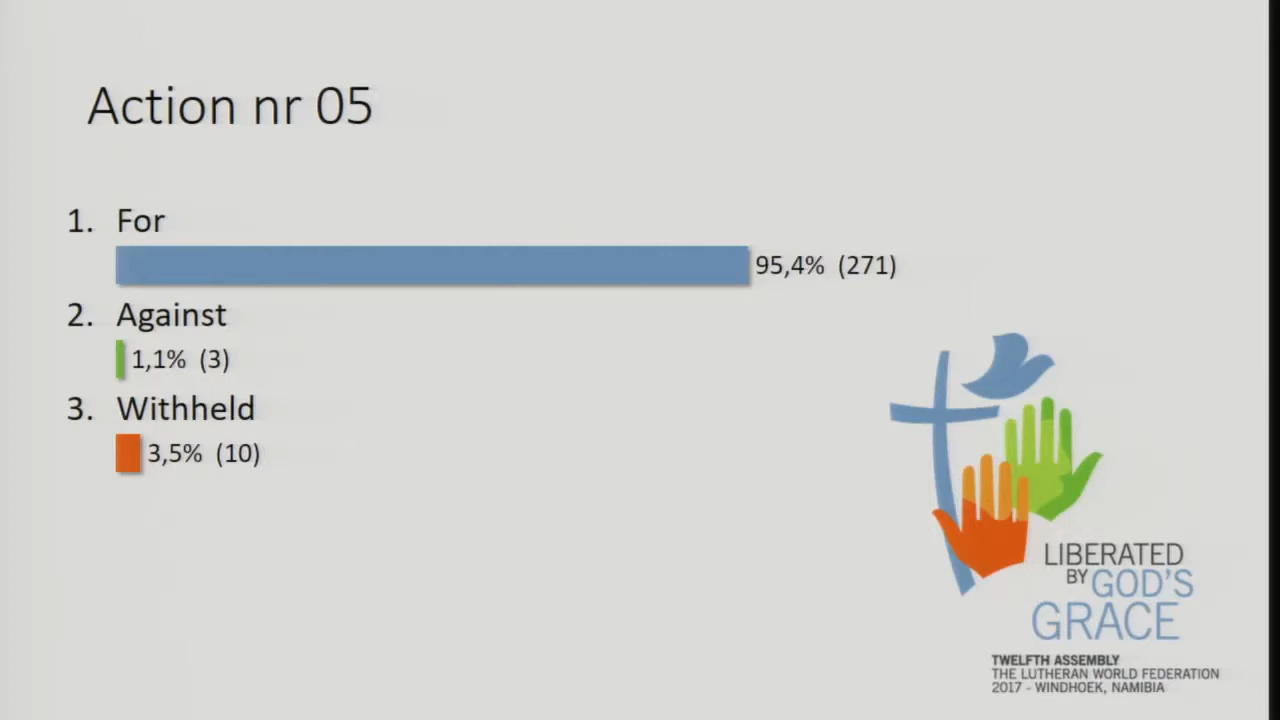 Action nr 05
1. For
95,4% (271)
2. Against
1,1% (3)
3. Withheld
3,5% (10)
LIBERATED
BY GOD'S
GRACE
TWELFTH ASSEMBLY
THE LUTHERAN WORLD FEDERATION
2017 - WINDHOEK, NAMIBIA